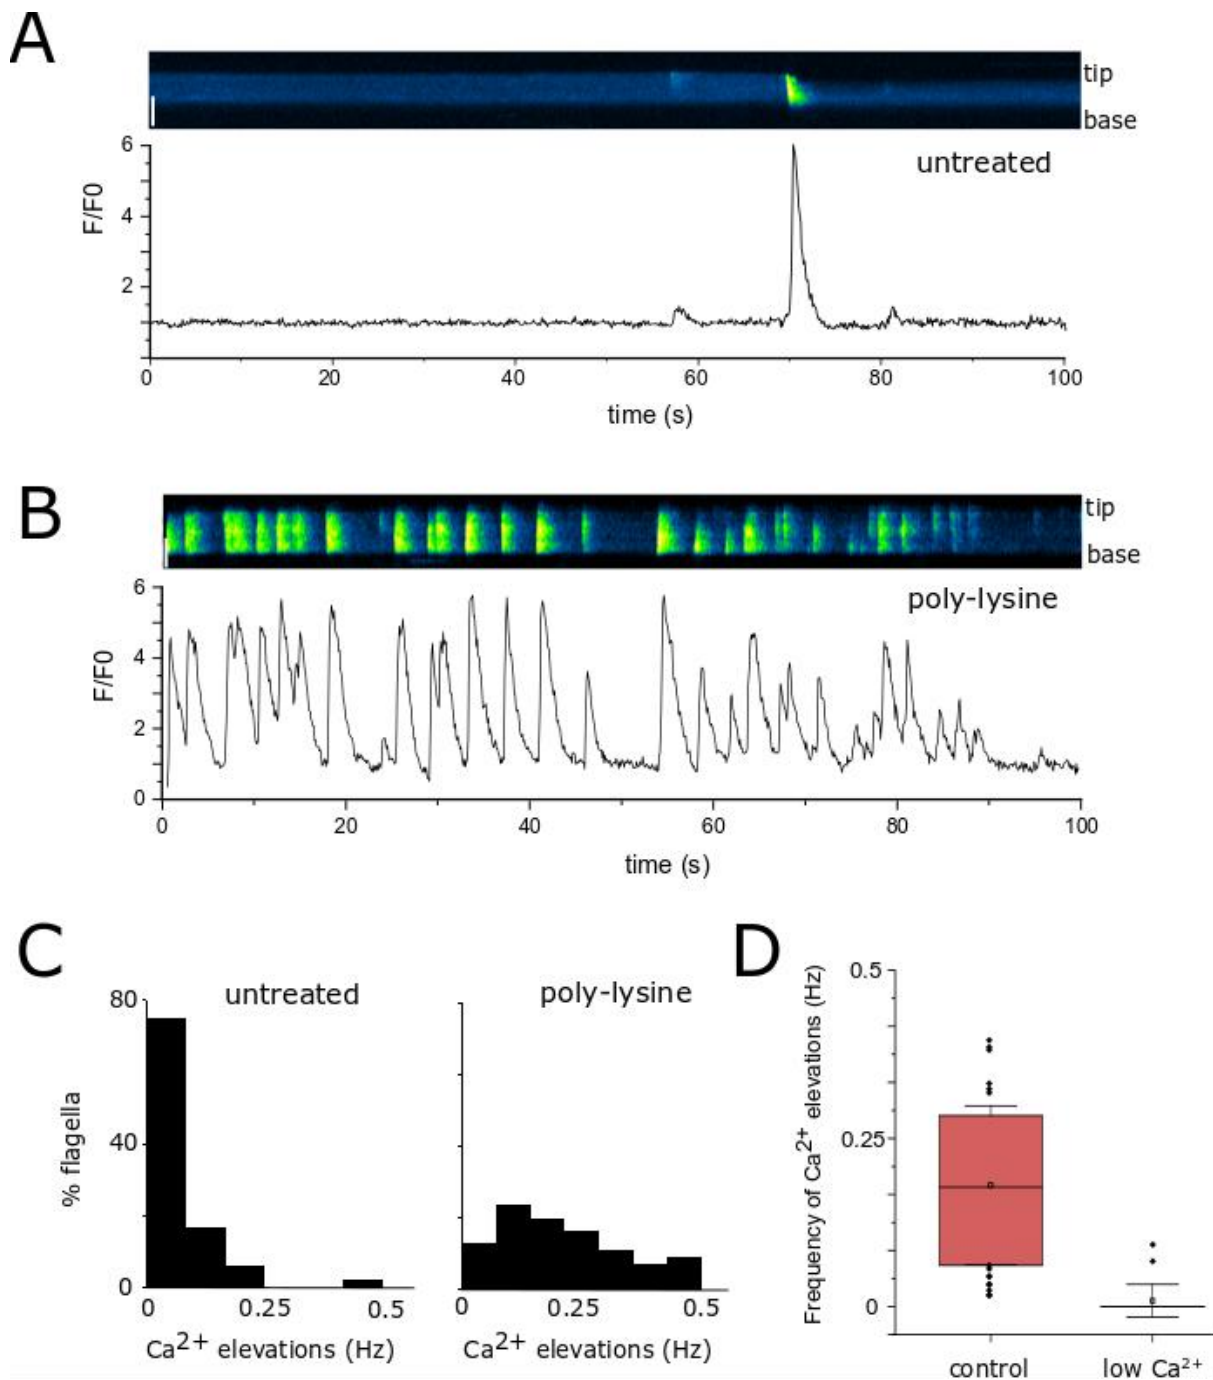 A
tip
base
untreated
6
4
2
F/F0
0 20 40 60 80 100
time (s)
B
tip
base
poly-lysine
6
4
2
0
F/F0
0 20 40 60 80 100
time (s)
C
untreated
poly-lysine
80
40
0
% flagella
0 0.25 0.5
0 0.25 0.5
Ca2+ elevations (Hz)
Ca2+ elevations (Hz)
D
0.5
0.25
0
Frequency of Ca2+ elevations (Hz)
control
low Ca2+